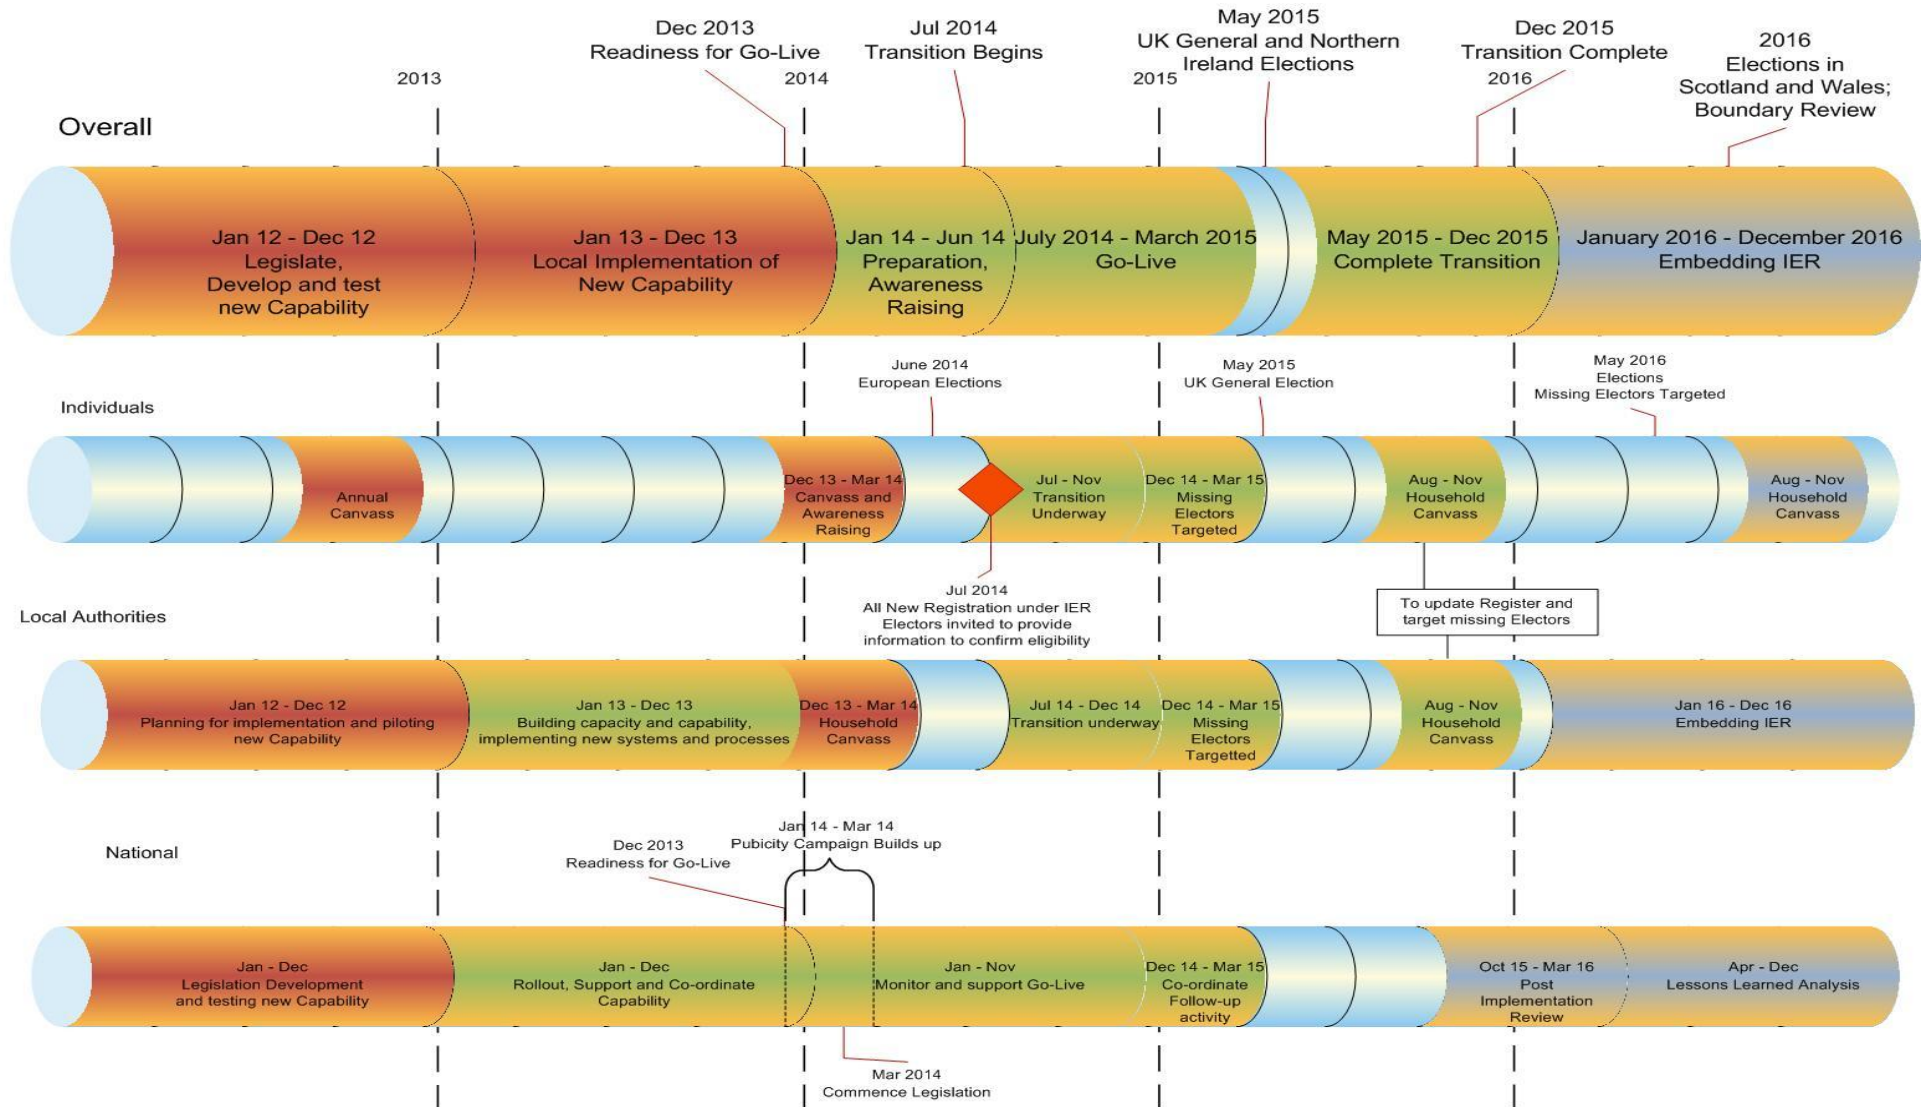 Dec 2013
Readiness for Go-Live
Jul 2014
Transition Begins
May 2015
UK General and Northern
Ireland Elections
Dec 2015
Transition Complete
2016
Elections in
Scotland and Wales;
Boundary Review
2013
2014
2015
2016
Overall
Jan 12 - Dec 12
Legislate,
Develop and test
new Capability
Jan 13 - Dec 13
Local Implementation of
New Capability
Jan 14 - Jun 14
Preparation,
Awareness
Raising
July 2014 - March 2015
Go-Live
May 2015 - Dec 2015
Complete Transition
January 2016 - December 2016
Embedding IER
June 2014
European Elections
May 2015
UK General Election
May 2016
Elections
Missing Electors Targeted
Individuals
Annual
Canvass
Dec 13 - Mar 14
Canvass and
Awareness
Raising
Jul - Nov
Transition
Underway
Dec 14 - Mar 15
Missing
Electors
Targeted
Aug - Nov
Household
Canvass
Aug - Nov
Household
Canvass
Jul 2014
All New Registration under IER
Electors invited to provide
information to confirm eligibility
To update Register and
target missing Electors
Local Authorities
Jan 12 - Dec 12
Planning for implementation and piloting
new Capability
Jan 13 - Dec 13
Building capacity and capability,
implementing new systems and processes
Dec 13 - Mar 14
Household
Canvass
Jul 14 - Dec 14
Transition underway
Dec 14 - Mar 15
Missing
Electors
Targetted
Aug - Nov
Household
Canvass
Jan 16 - Dec 16
Embedding IER
National
Dec 2013
Readiness for Go-Live
Jan 14 - Mar 14
Pubicity Campaign Builds up
Jan - Dec
Legislation Development
and testing new Capability
Jan - Dec
Rollout, Support and Co-ordinate
Capability
Jan - Nov
Monitor and support Go-Live
Dec 14 - Mar 15
Co-ordinate
Follow-up
activity
Oct 15 - Mar 16
Post
Implementation
Review
Apr - Dec
Lessons Learned Analysis
Mar 2014
Commence Legislation